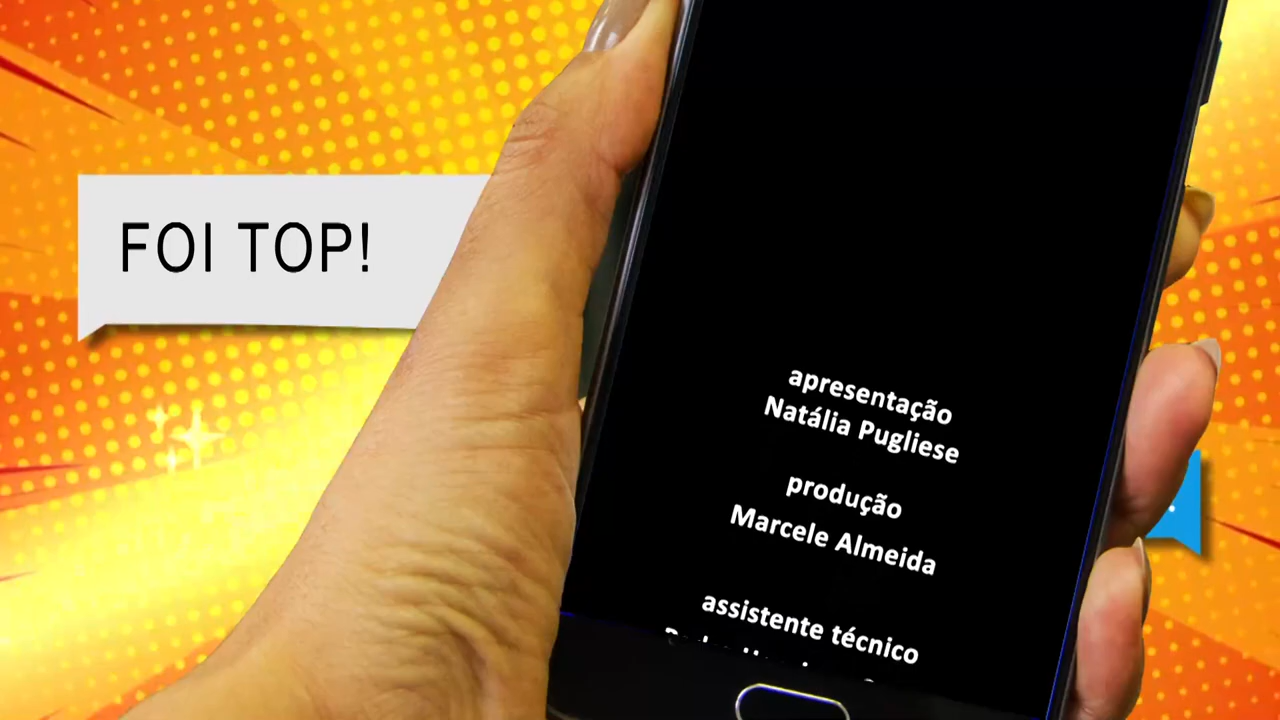 FOI TOP!
apresentação
Natália Pugliese
produção
Marcele Almeida
assistente técnico